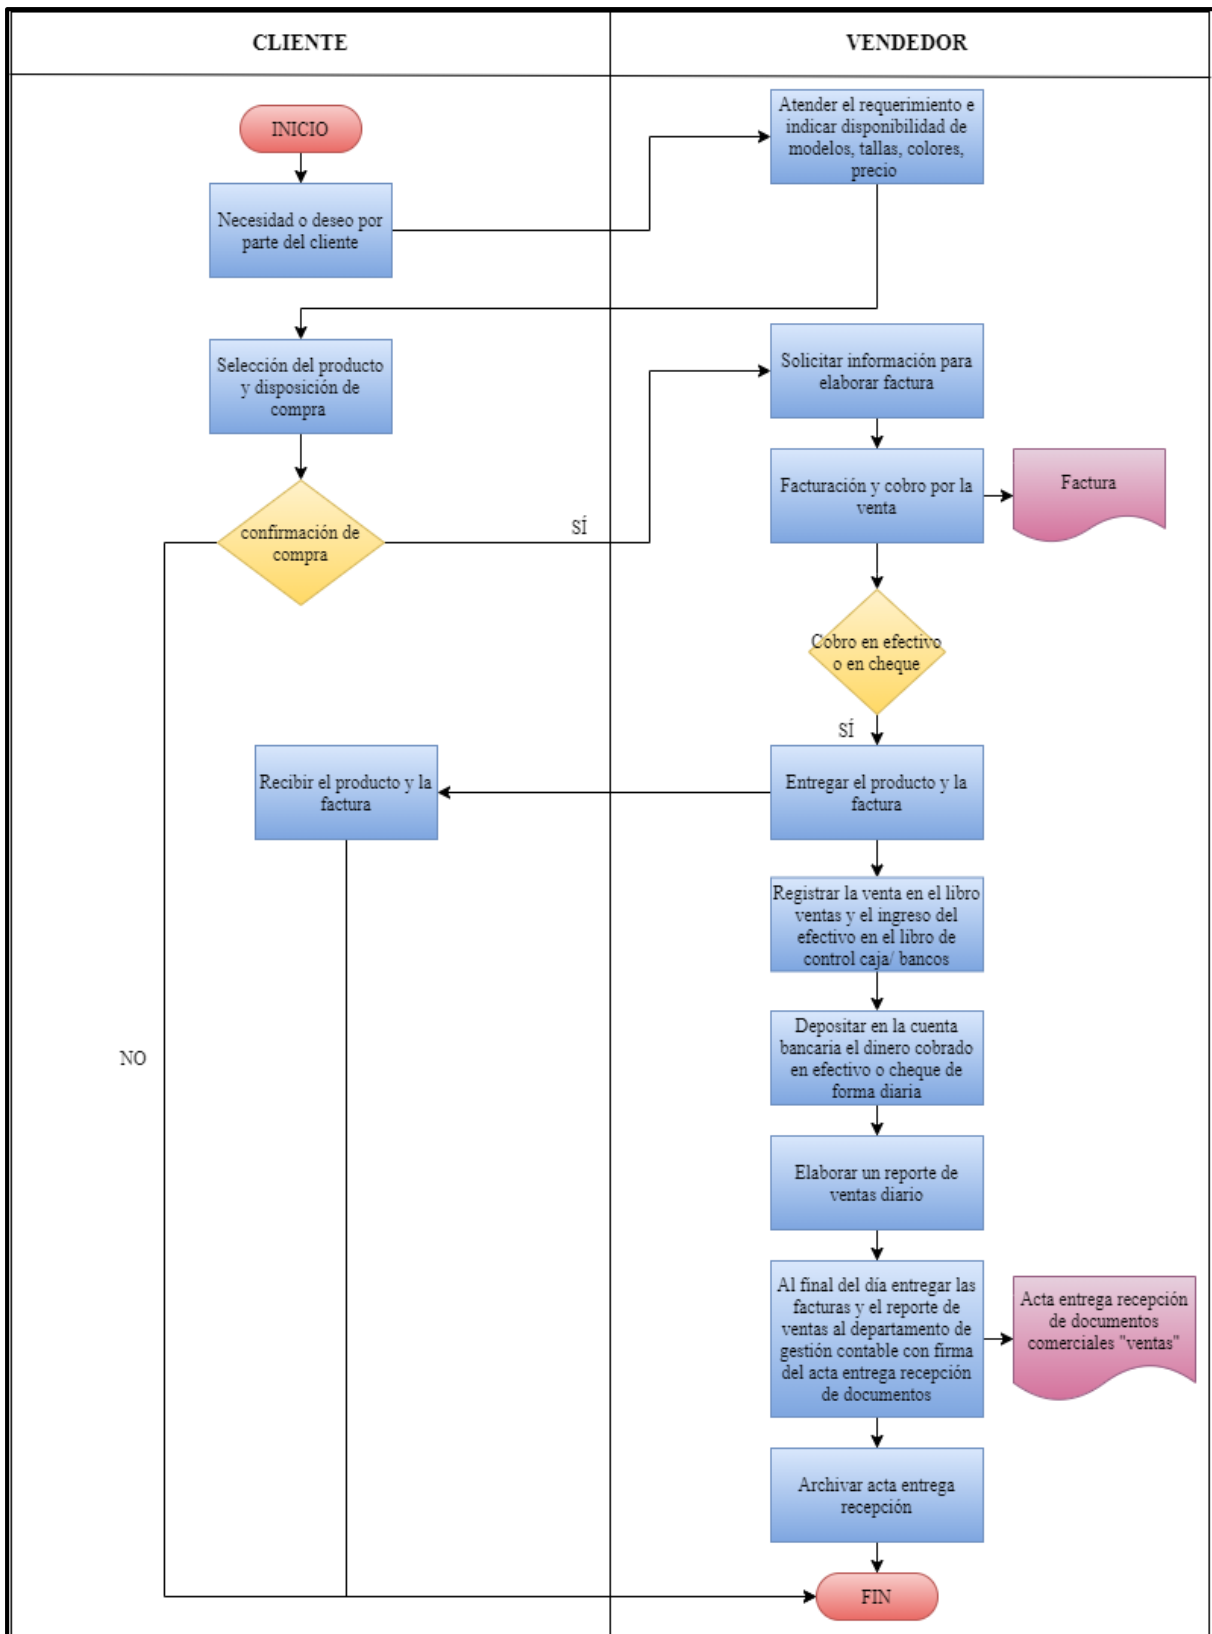 CLIENTE
VENDEDOR
INICIO
Atender el requerimiento e
indicar disponibilidad de
modelos, tallas, colores,
precio
Necesidad o deseo por
parte del cliente
Selección del producto
y disposición de
compra
Solicitar información para
elaborar factura
Facturación y cobro por la
venta
Factura
confirmación de
compra
SÍ
Cobro en efectivo
o en cheque
SÍ
Recibir el producto y la
factura
Entregar el producto y la
factura
Registrar la venta en el libro
ventas y el ingreso del
efectivo en el libro de
control caja/ bancos
NO
Depositar en la cuenta
bancaria el dinero cobrado
en efectivo o cheque de
forma diaria
Elaborar un reporte de
ventas diario
Al final del día entregar las
facturas y el reporte de
ventas al departamento de
gestión contable con firma
del acta entrega recepción
de documentos
Acta entrega recepción
de documentos
comerciales "ventas"
Archivar acta entrega
recepción
FIN